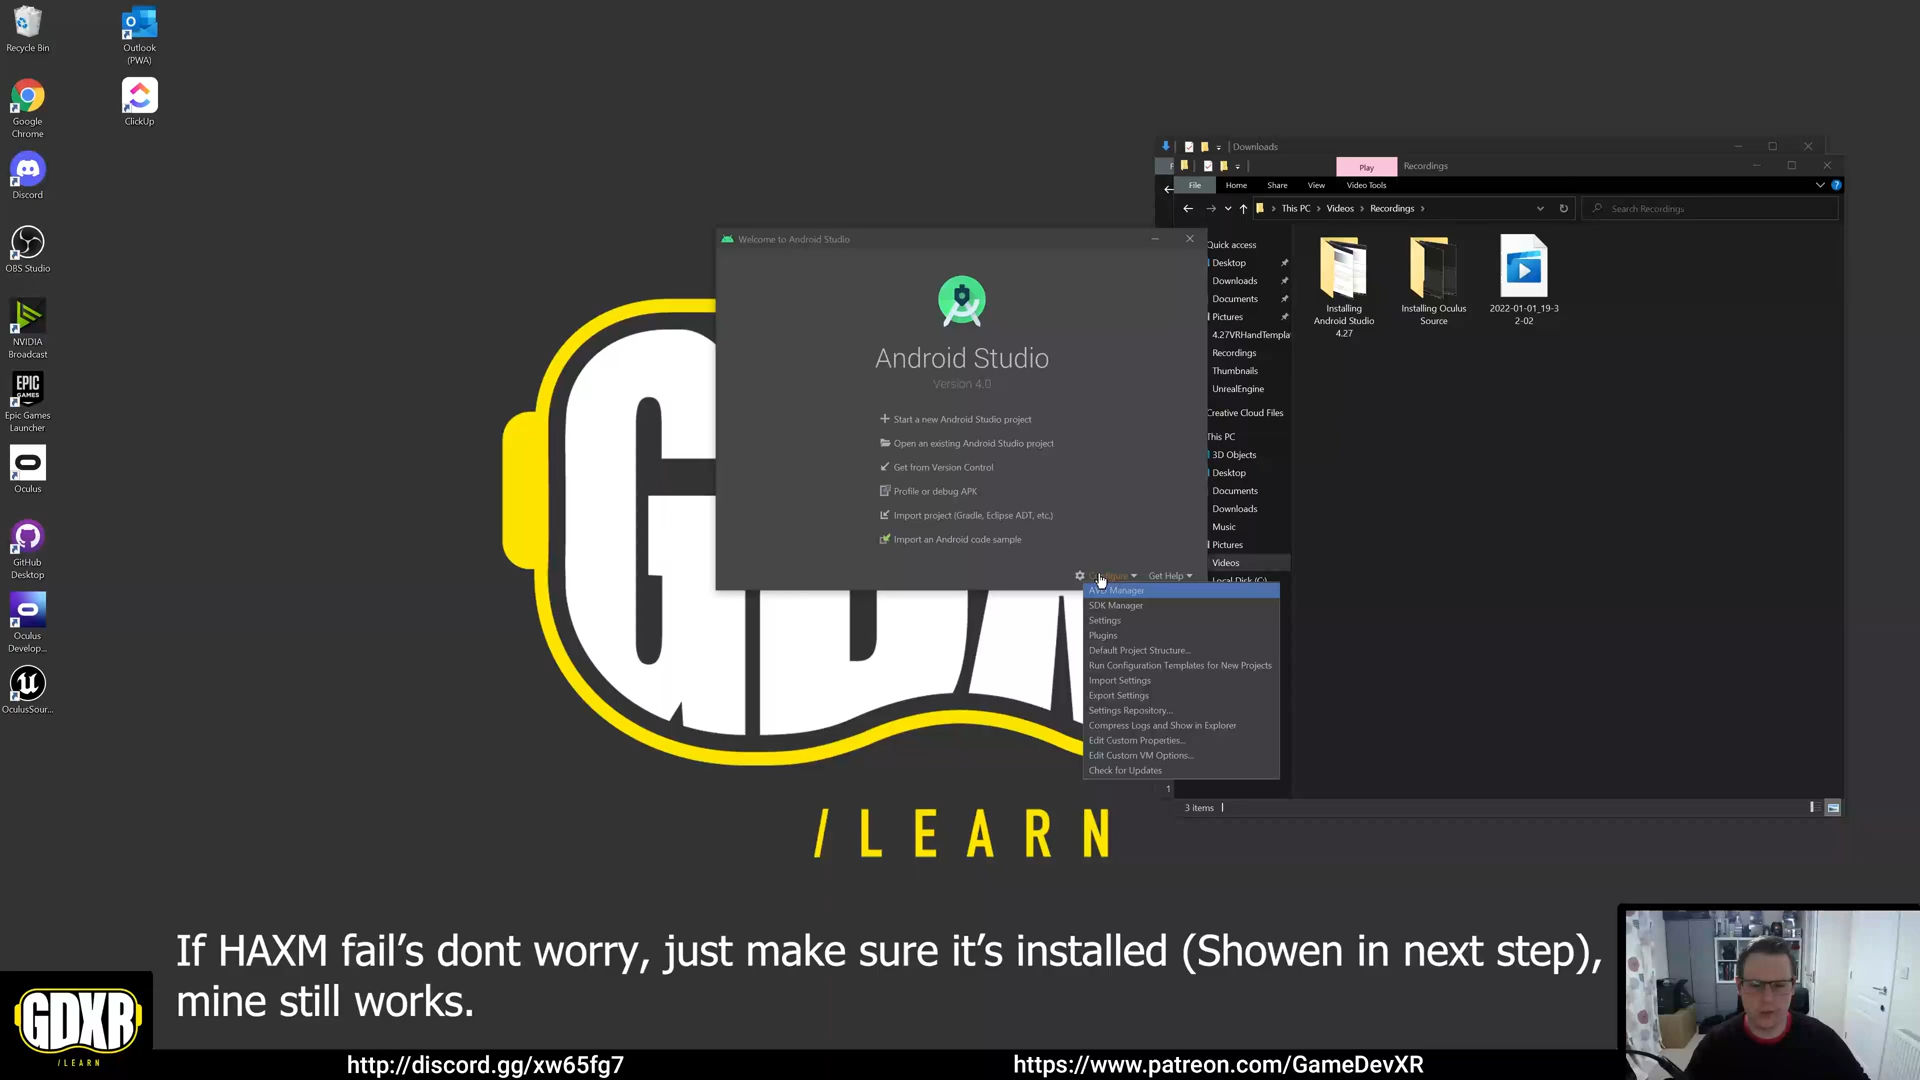 Recycle Bin
Outlook
(PWA)
Google
Chrome
ClickUp
Discord
OBS Studio
NVIDIA
Broadcast
EPIC
GAMES
Epic Games
Launcher
Oculus
GitHub
Desktop
Oculus
Develop...
OculusSour...
Downloads
Play
Recordings
File
Home
Share
View
Video Tools
This PC
Videos
Recordings
Search Recordings
Quick access
Desktop
Downloads
Documents
Pictures
4.27VRHandTempla
Recordings
Thumbnails
UnrealEngine
Creative Cloud Files
This PC
3D Objects
Desktop
Documents
Downloads
Music
Pictures
Videos
Local Disk (C:)
Installing
Android Studio
4.27
Installing Oculus
Source
2022-01-01_19-3
2-02
3 items
1
Welcome to Android Studio
Android Studio
Version 4.0
Start a new Android Studio project
Open an existing Android Studio project
Get from Version Control
Profile or debug APK
Import project (Gradle, Eclipse ADT, etc.)
Import an Android code sample
Configure
Get Help
AVD Manager
SDK Manager
Settings
Plugins
Default Project Structure...
Run Configuration Templates for New Projects
Import Settings
Export Settings
Settings Repository...
Compress Logs and Show in Explorer
Edit Custom Properties...
Edit Custom VM Options...
Check for Updates
/LEARN
If HAXM fail's dont worry, just make sure it's installed (Showen in next step),
mine still works.
GDXR
/LEARN
http://discord.gg/xw65fg7
https://www.patreon.com/GameDevXR